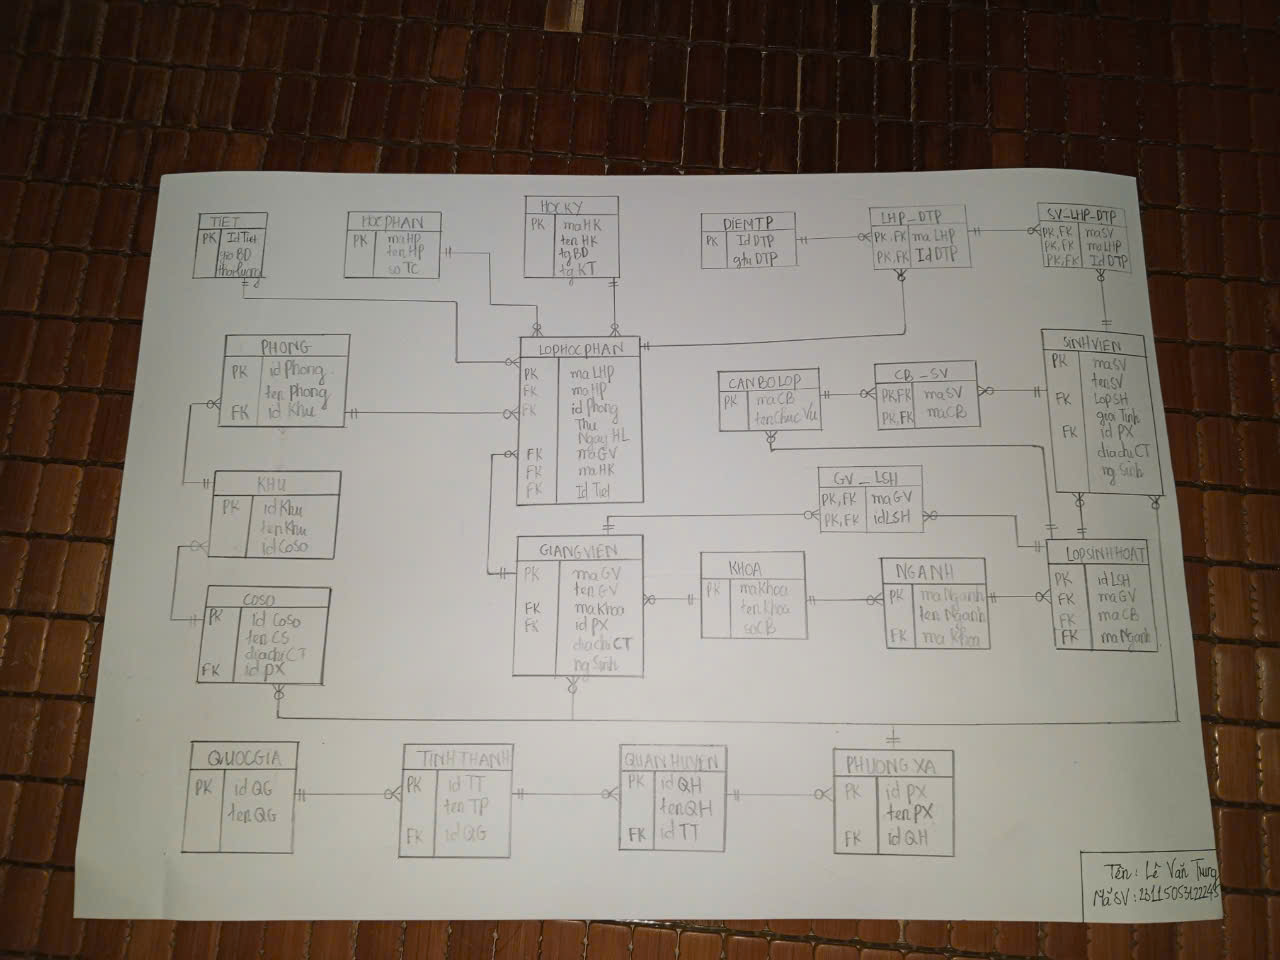 TIET
PK IdTiet
tgBD
thoiluong
HOCPHAN
PK maHP
tenHP
soTC
HOCKY
PK maHK
tenHK
tgBD
tgKT
DIEMTP
PK IdDTP
gtriDTP
LHP_DTP
PK,FK maLHP
PK,FK IdDTP
SV_LHP_DTP
PK,FK maSV
PK,FK maLHP
PK,FK IdDTP
PHONG
PK idPhong
tenPhong
FK idKhu
LOPHOCPHAN
PK maLHP
FK maHP
FK idPhong
Thu
NgayHL
FK maGV
FK maHK
FK IdTiet
CANBOLOP
PK maCB
tenChucVu
CB_SV
PK,FK maSV
PK,FK maCB
SINHVIEN
PK maSV
tenSV
FK LopSH
gioiTinh
FK idPX
diachiCT
ngSinh
KHU
PK idKhu
tenKhu
idCoso
GV_LSH
PK,FK maGV
PK,FK idLSH
COSO
PK idCoso
tenCS
diachiCT
FK idPX
GIANGVIEN
PK maGV
tenGV
FK maKhoa
FK idPX
diachiCT
ngSinh
KHOA
PK maKhoa
tenKhoa
soCB
NGANH
PK maNganh
tenNganh
FK maKhoa
LOPSINHHOAT
PK idLSH
FK maGV
FK maCB
FK maNganh
QUOCGIA
PK idQG
tenQG
TINHTHANH
PK idTT
tenTP
FK idQG
QUANHUYEN
PK idQH
tenQH
FK idTT
PHUONGXA
PK idPX
tenPX
FK idQH
Tên: Lê Văn Trung
Mã SV: